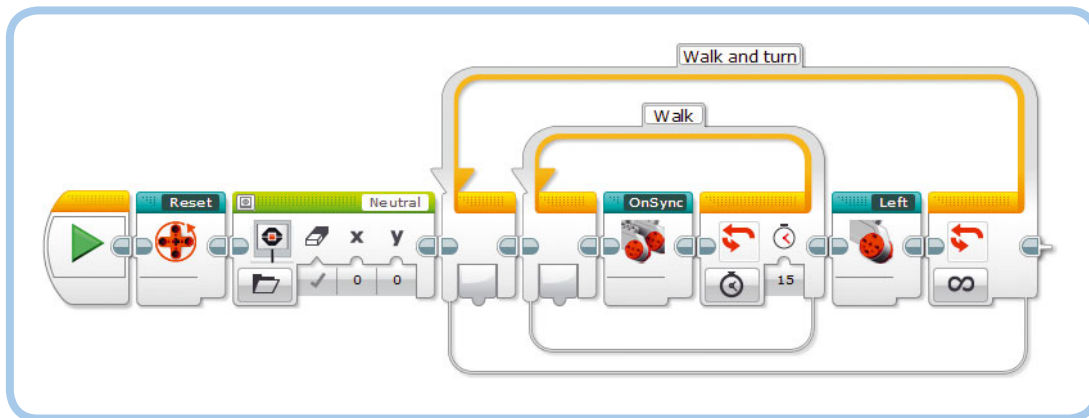 Walk and turn
Walk
Reset
Neutral
OnSync
Left
x y
0 0
15
∞